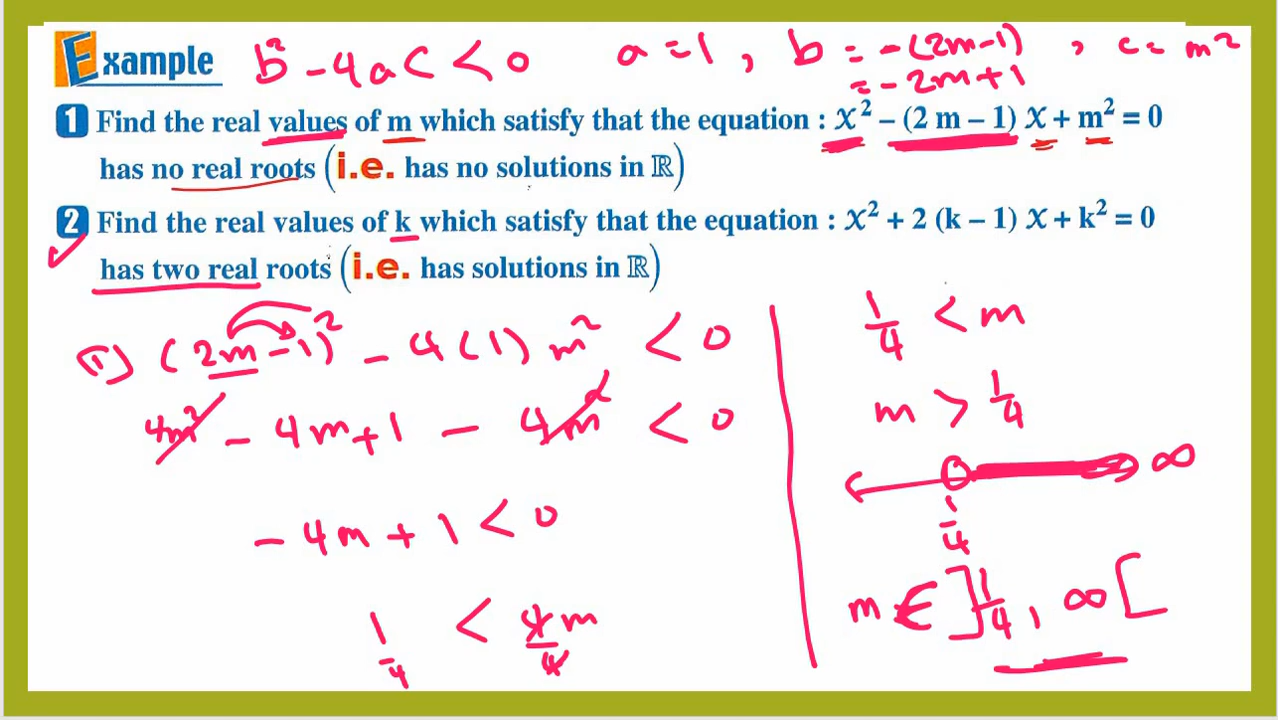 Example b² - 4ac < 0 a = 1 , b = -(2m-1) , c = m²
= -2m+1
1 Find the real values of m which satisfy that the equation : x² – (2 m – 1) x + m² = 0
has no real roots (i.e. has no solutions in ℝ)
2 Find the real values of k which satisfy that the equation : x² + 2 (k – 1) x + k² = 0
has two real roots (i.e. has solutions in ℝ)
(1) (2m-1)² - 4(1) m² < 0
4m² - 4m+1 - 4m² < 0
-4m + 1 < 0
1/4 < 4m/4
1/4 < m
m > 1/4
∞
1/4
m ∈ ]1/4, ∞[